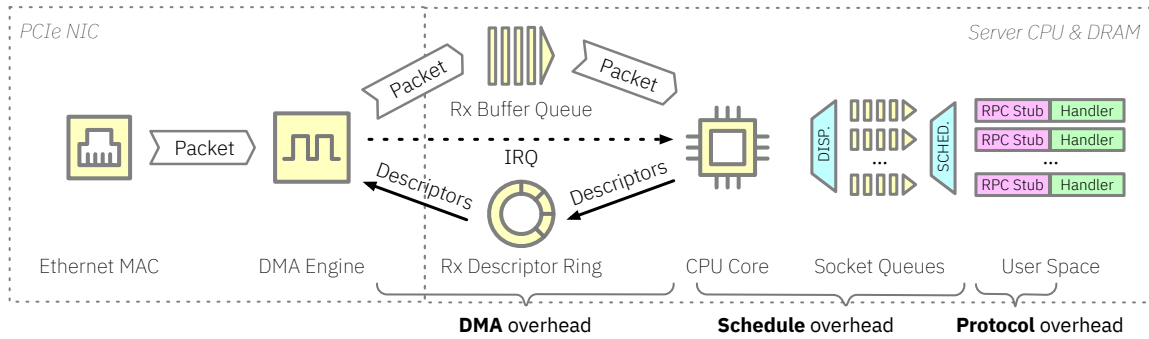 PCIe NIC
Server CPU & DRAM
Packet
Packet
Rx Buffer Queue
Packet
IRQ
Descriptors
Descriptors
DISP.
...
SCHED.
RPC Stub Handler
RPC Stub Handler
...
RPC Stub Handler
Ethernet MAC
DMA Engine
Rx Descriptor Ring
CPU Core
Socket Queues
User Space
DMA overhead
Schedule overhead
Protocol overhead